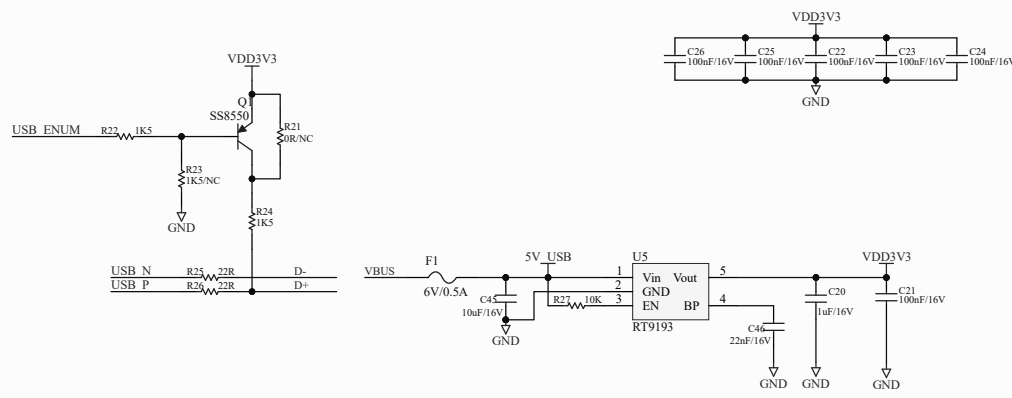 VDD3V3
C26
100nF/16V
C25
100nF/16V
C22
100nF/16V
C23
100nF/16V
C24
100nF/16V
GND
VDD3V3
Q1
SS8550
R21
0R/NC
USB_ENUM
R22
1K5
R23
1K5/NC
GND
R24
1K5
USB_N
R25
22R
D-
USB_P
R26
22R
D+
VBUS
F1
6V/0.5A
5V_USB
C45
10uF/16V
GND
R27
10K
U5
1
Vin
Vout
5
2
GND
3
EN
BP
4
RT9193
C46
22nF/16V
GND
VDD3V3
C20
1uF/16V
GND
C21
100nF/16V
GND